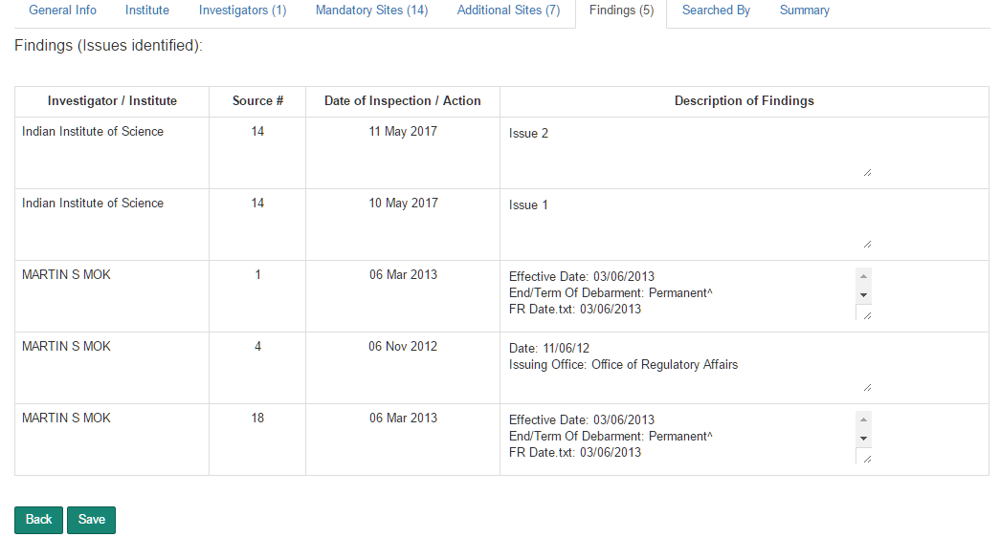 General Info Institute Investigators (1) Mandatory Sites (14) Additional Sites (7) Findings (5) Searched By Summary
Findings (Issues identified):
Investigator / Institute Source # Date of Inspection / Action Description of Findings
Indian Institute of Science 14 11 May 2017 Issue 2
Indian Institute of Science 14 10 May 2017 Issue 1
MARTIN S MOK 1 06 Mar 2013 Effective Date: 03/06/2013
End/Term Of Debarment: Permanent^
FR Date.txt: 03/06/2013
MARTIN S MOK 4 06 Nov 2012 Date: 11/06/12
Issuing Office: Office of Regulatory Affairs
MARTIN S MOK 18 06 Mar 2013 Effective Date: 03/06/2013
End/Term Of Debarment: Permanent^
FR Date.txt: 03/06/2013
Back Save